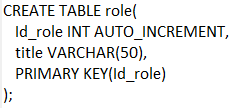 CREATE TABLE role(
Id_role INT AUTO_INCREMENT,
title VARCHAR(50),
PRIMARY KEY(Id_role)
);